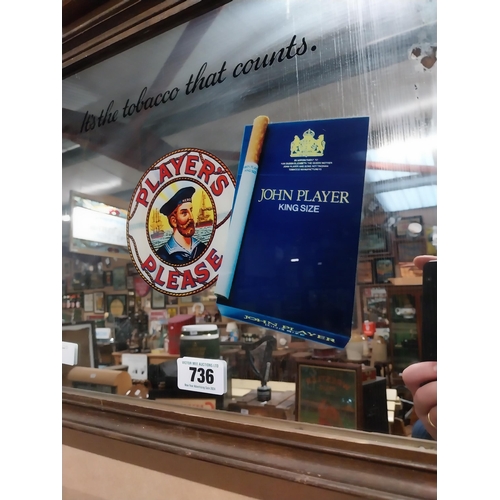 It's the tobacco that counts.
PLAYER'S
PLEASE
JOHN PLAYER
KING SIZE
JOHN PLAYER
736